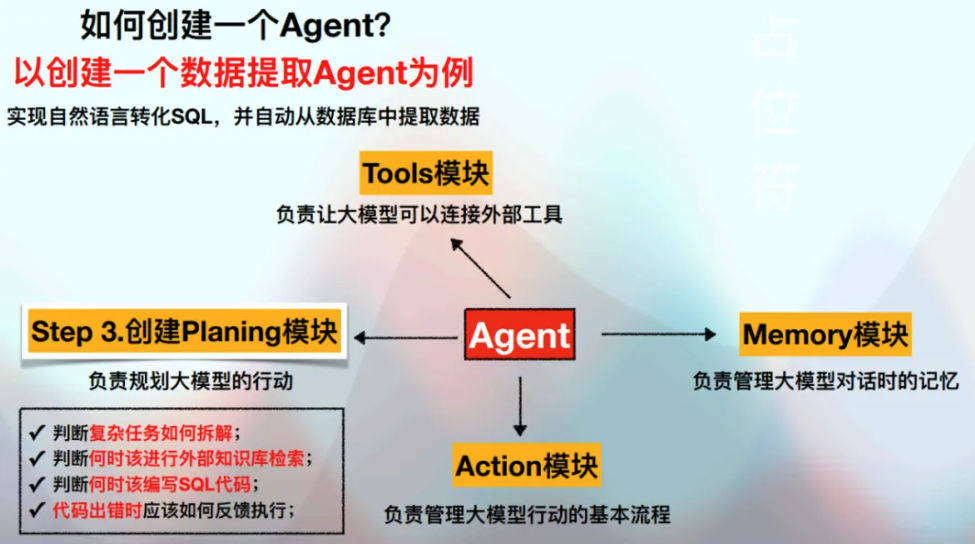 如何创建一个Agent?
以创建一个数据提取Agent为例
实现自然语言转化SQL，并自动从数据库中提取数据
占位符
Tools模块
负责让大模型可以连接外部工具
Step 3.创建Planing模块
负责规划大模型的行动
✓ 判断复杂任务如何拆解；
✓ 判断何时该进行外部知识库检索；
✓ 判断何时该编写SQL代码；
✓ 代码出错时应该如何反馈执行；
Agent
Memory模块
负责管理大模型对话时的记忆
Action模块
负责管理大模型行动的基本流程